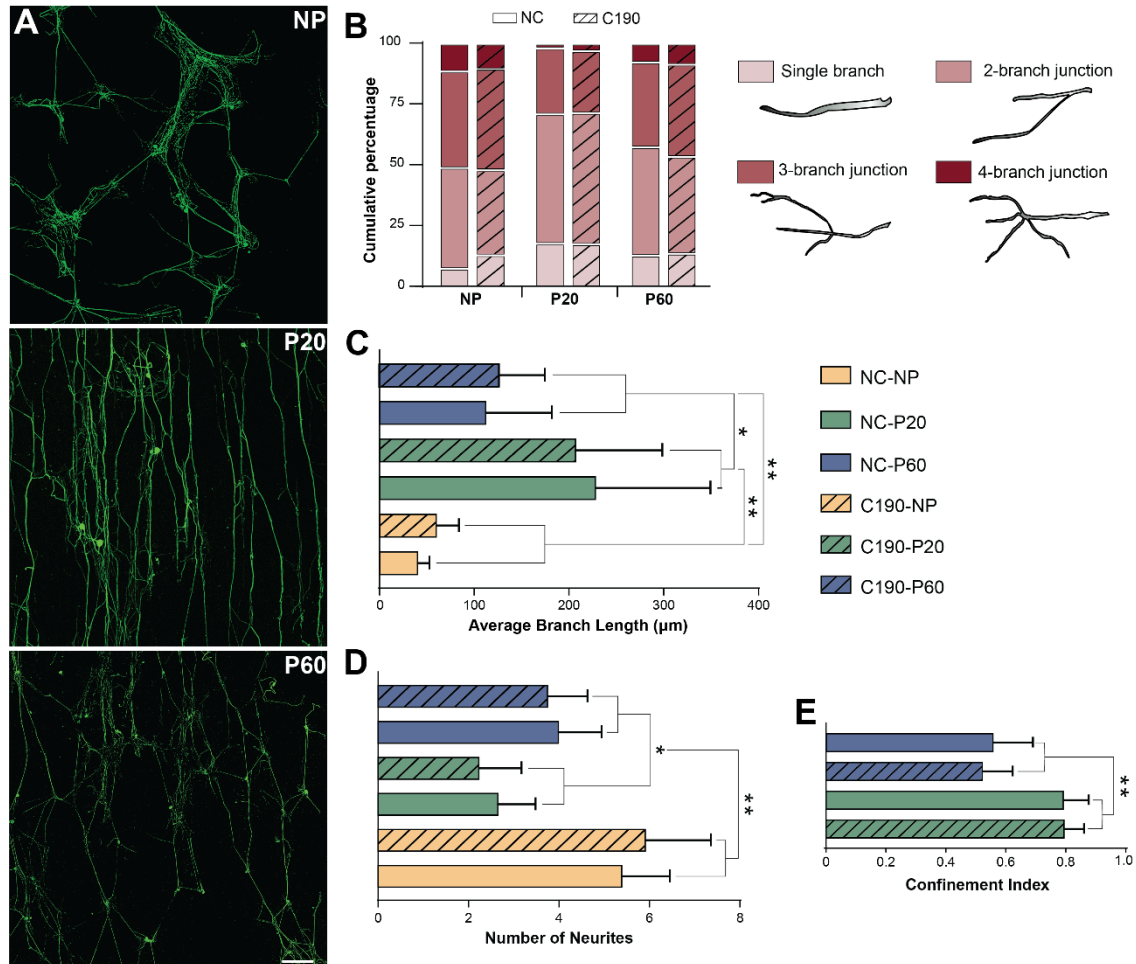 A
NP
P20
P60
B
NC C190
Cumulative percentuage
100
75
50
25
0
NP P20 P60
Single branch 2-branch junction
3-branch junction 4-branch junction
C
*
**
**
0 100 200 300 400
Average Branch Length (µm)
NC-NP
NC-P20
NC-P60
C190-NP
C190-P20
C190-P60
D
*
**
0 2 4 6 8
Number of Neurites
E
**
0 0.2 0.4 0.6 0.8 1.0
Confinement Index